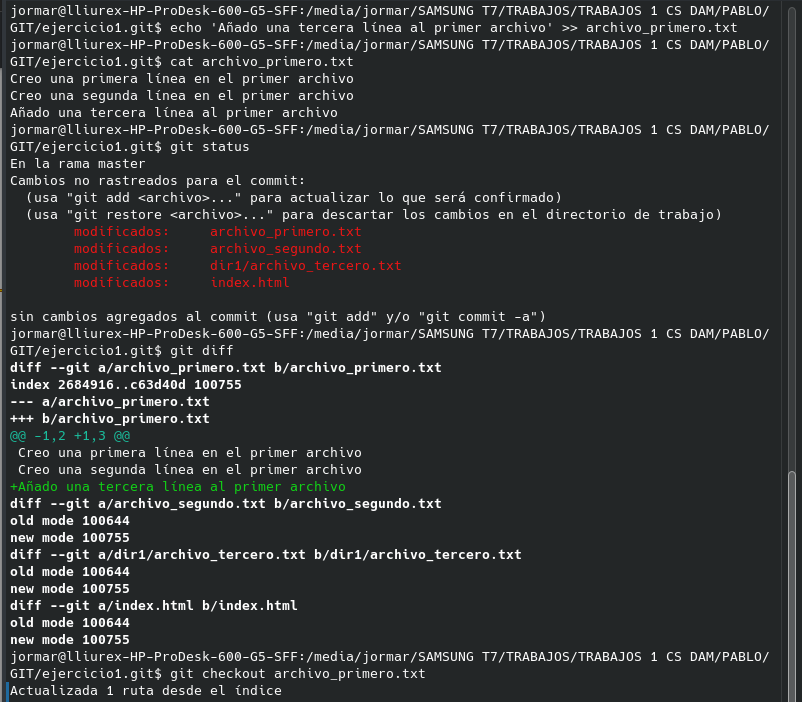 jormar@lliurex-HP-ProDesk-600-G5-SFF:/media/jormar/SAMSUNG T7/TRABAJOS/TRABAJOS 1 CS DAM/PABLO/
GIT/ejercicio1.git$ echo 'Añado una tercera línea al primer archivo' >> archivo_primero.txt
jormar@lliurex-HP-ProDesk-600-G5-SFF:/media/jormar/SAMSUNG T7/TRABAJOS/TRABAJOS 1 CS DAM/PABLO/
GIT/ejercicio1.git$ cat archivo_primero.txt
Creo una primera línea en el primer archivo
Creo una segunda línea en el primer archivo
Añado una tercera línea al primer archivo
jormar@lliurex-HP-ProDesk-600-G5-SFF:/media/jormar/SAMSUNG T7/TRABAJOS/TRABAJOS 1 CS DAM/PABLO/
GIT/ejercicio1.git$ git status
En la rama master
Cambios no rastreados para el commit:
  (usa "git add <archivo>..." para actualizar lo que será confirmado)
  (usa "git restore <archivo>..." para descartar los cambios en el directorio de trabajo)
        modificados:     archivo_primero.txt
        modificados:     archivo_segundo.txt
        modificados:     dir1/archivo_tercero.txt
        modificados:     index.html
sin cambios agregados al commit (usa "git add" y/o "git commit -a")
jormar@lliurex-HP-ProDesk-600-G5-SFF:/media/jormar/SAMSUNG T7/TRABAJOS/TRABAJOS 1 CS DAM/PABLO/
GIT/ejercicio1.git$ git diff
diff --git a/archivo_primero.txt b/archivo_primero.txt
index 2684916..c63d40d 100755
--- a/archivo_primero.txt
+++ b/archivo_primero.txt
@@ -1,2 +1,3 @@
 Creo una primera línea en el primer archivo
 Creo una segunda línea en el primer archivo
+Añado una tercera línea al primer archivo
diff --git a/archivo_segundo.txt b/archivo_segundo.txt
old mode 100644
new mode 100755
diff --git a/dir1/archivo_tercero.txt b/dir1/archivo_tercero.txt
old mode 100644
new mode 100755
diff --git a/index.html b/index.html
old mode 100644
new mode 100755
jormar@lliurex-HP-ProDesk-600-G5-SFF:/media/jormar/SAMSUNG T7/TRABAJOS/TRABAJOS 1 CS DAM/PABLO/
GIT/ejercicio1.git$ git checkout archivo_primero.txt
Actualizada 1 ruta desde el índice